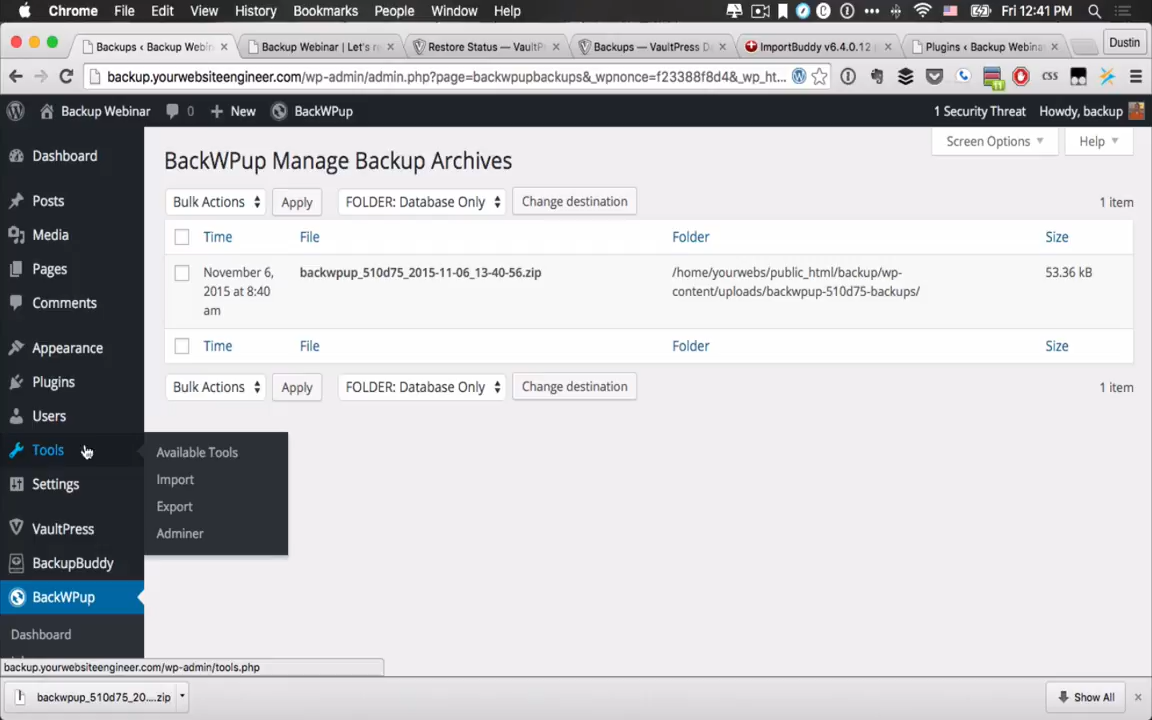 Chrome File Edit View History Bookmarks People Window Help Fri 12:41 PM
Backups ‹ Backup Webin
Backup Webinar | Let's r
Restore Status — VaultP
Backups — VaultPress D
ImportBuddy v6.4.0.12
Plugins ‹ Backup Webina
Dustin
backup.yourwebsiteengineer.com/wp-admin/admin.php?page=backwpupbackups&_wpnonce=f23388f8d4&_wp_ht...
CSS
11
Backup Webinar 0 New BackWPup 1 Security Threat Howdy, backup
Screen Options Help
Dashboard
Posts
Media
Pages
Comments
Appearance
Plugins
Users
Tools
Settings
VaultPress
BackupBuddy
BackWPup
Dashboard
Available Tools
Import
Export
Adminer
BackWPup Manage Backup Archives
Bulk Actions Apply FOLDER: Database Only Change destination 1 item
Time File Folder Size
November 6, 2015 at 8:40 am
backwpup_510d75_2015-11-06_13-40-56.zip
/home/yourwebs/public_html/backup/wp-
content/uploads/backwpup-510d75-backups/
53.36 kB
Time File Folder Size
Bulk Actions Apply FOLDER: Database Only Change destination 1 item
backup.yourwebsiteengineer.com/wp-admin/tools.php
backwpup_510d75_20....zip
Show All